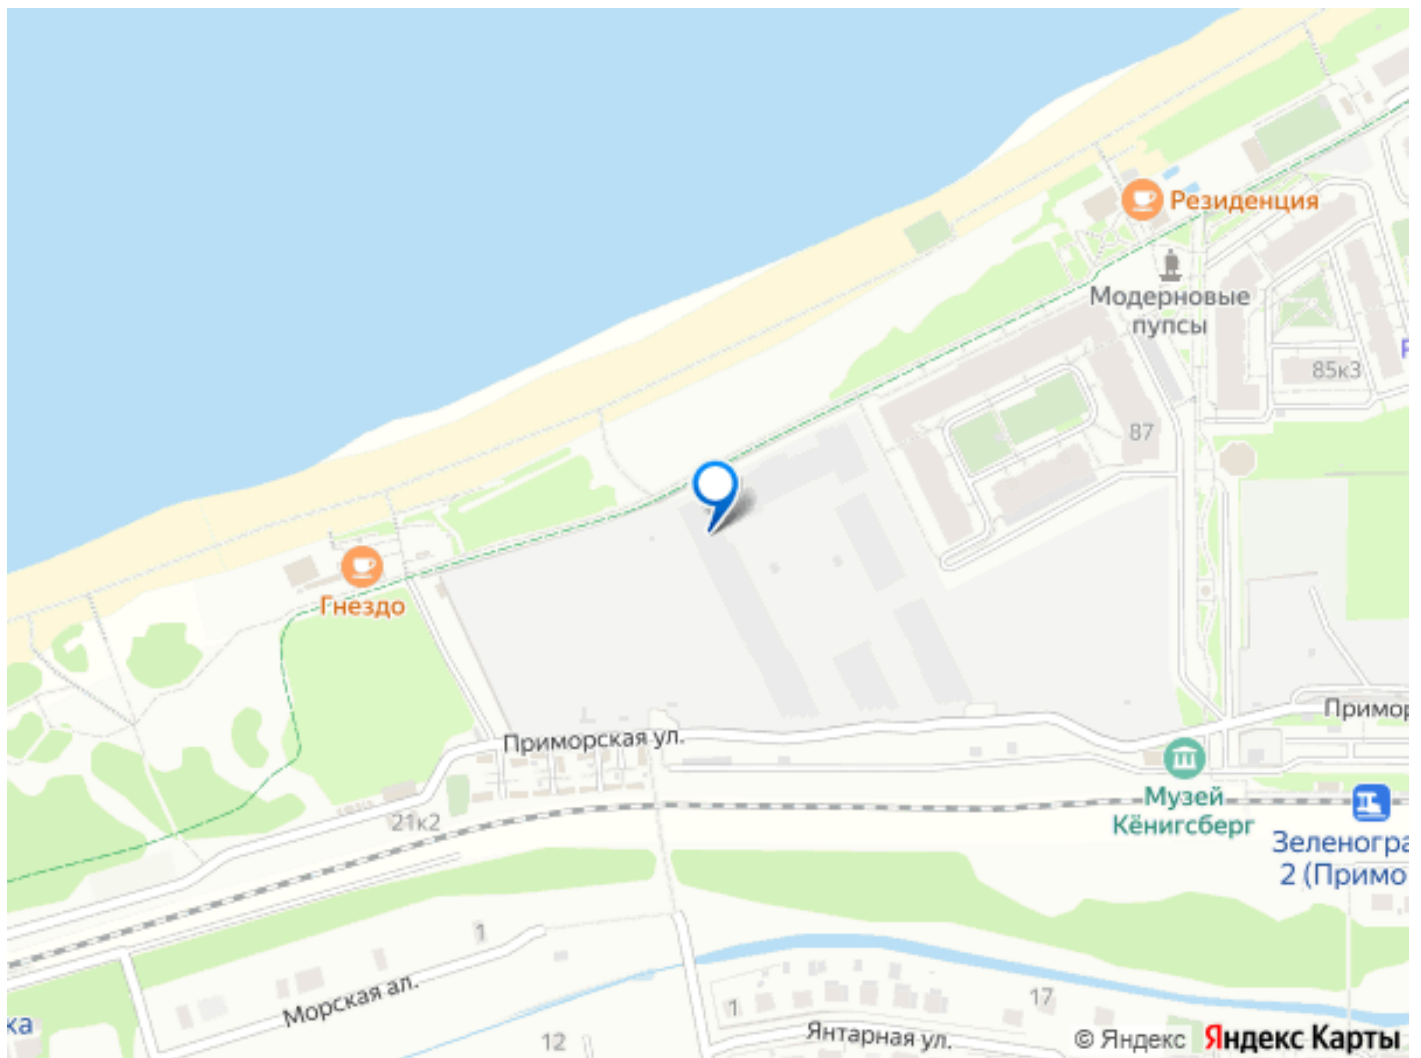 Резиденция
Модерновые
пупсы
85к3
87
Гнездо
Примор
Приморская ул.
Музей
Кёнигсберг
21к2
Зеленогра
2 (Примо
1
Морская ал.
ха
12
1
17
Янтарная ул.
© Яндекс Яндекс Карты